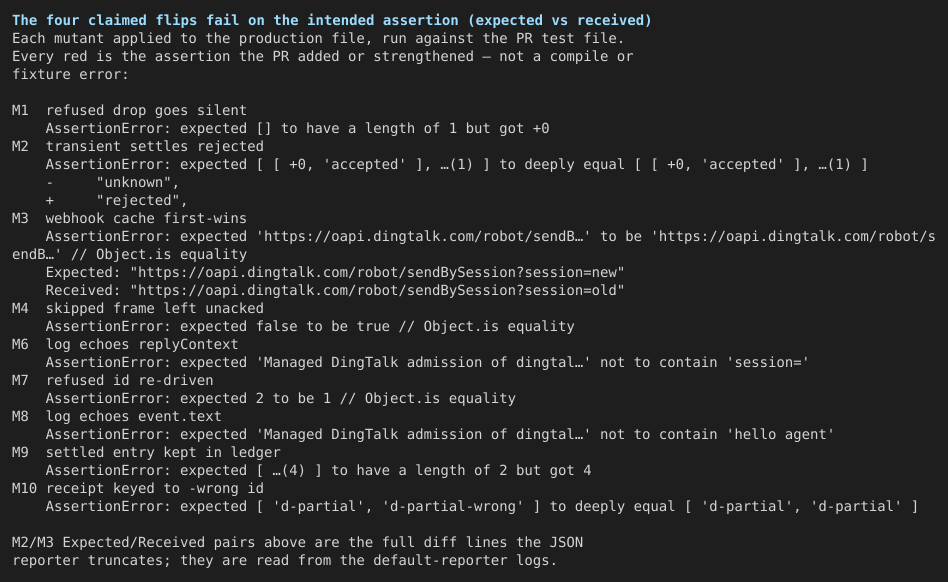 The four claimed flips fail on the intended assertion (expected vs received)
Each mutant applied to the production file, run against the PR test file.
Every red is the assertion the PR added or strengthened — not a compile or
fixture error:
M1  refused drop goes silent
    AssertionError: expected [] to have a length of 1 but got +0
M2  transient settles rejected
    AssertionError: expected [ [ +0, 'accepted' ], …(1) ] to deeply equal [ [ +0, 'accepted' ], …(1) ]
    -     "unknown",
    +     "rejected",
M3  webhook cache first-wins
    AssertionError: expected 'https://oapi.dingtalk.com/robot/sendB…' to be 'https://oapi.dingtalk.com/robot/s
endB…' // Object.is equality
    Expected: "https://oapi.dingtalk.com/robot/sendBySession?session=new"
    Received: "https://oapi.dingtalk.com/robot/sendBySession?session=old"
M4  skipped frame left unacked
    AssertionError: expected false to be true // Object.is equality
M6  log echoes replyContext
    AssertionError: expected 'Managed DingTalk admission of dingtal…' not to contain 'session='
M7  refused id re-driven
    AssertionError: expected 2 to be 1 // Object.is equality
M8  log echoes event.text
    AssertionError: expected 'Managed DingTalk admission of dingtal…' not to contain 'hello agent'
M9  settled entry kept in ledger
    AssertionError: expected [ …(4) ] to have a length of 2 but got 4
M10 receipt keyed to -wrong id
    AssertionError: expected [ 'd-partial', 'd-partial-wrong' ] to deeply equal [ 'd-partial', 'd-partial' ]
M2/M3 Expected/Received pairs above are the full diff lines the JSON
reporter truncates; they are read from the default-reporter logs.